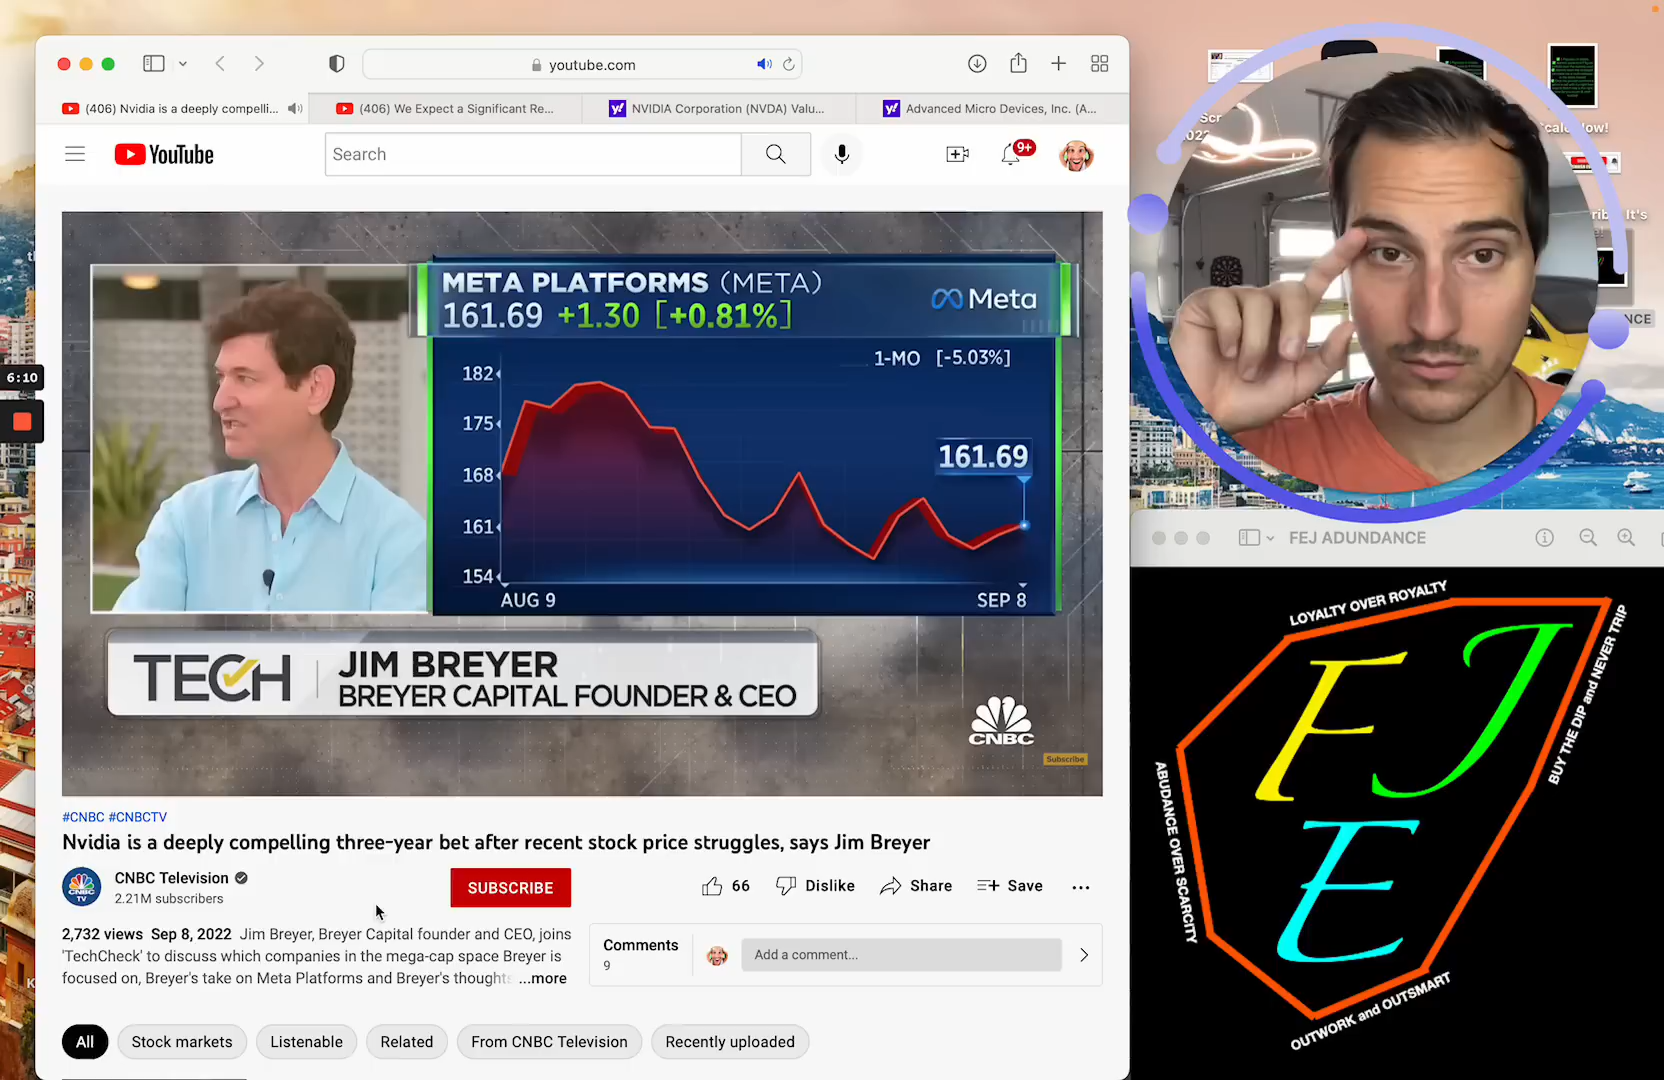 youtube.com
(406) Nvidia is a deeply compelli...
(406) We Expect a Significant Re...
NVIDIA Corporation (NVDA) Valu...
Advanced Micro Devices, Inc. (A...
YouTube
Search
9+
META PLATFORMS (META)
161.69 +1.30 [+0.81%]
Meta
1-MO [-5.03%]
182
175
168
161
154
161.69
AUG 9
SEP 8
TECH
JIM BREYER
BREYER CAPITAL FOUNDER & CEO
CNBC
Subscribe
6:10
#CNBC #CNBCTV
Nvidia is a deeply compelling three-year bet after recent stock price struggles, says Jim Breyer
TV
CNBC Television
2.21M subscribers
SUBSCRIBE
66
Dislike
Share
Save
2,732 views Sep 8, 2022 Jim Breyer, Breyer Capital founder and CEO, joins
'TechCheck' to discuss which companies in the mega-cap space Breyer is
focused on, Breyer's take on Meta Platforms and Breyer's thoughts ...more
Comments
9
Add a comment...
All
Stock markets
Listenable
Related
From CNBC Television
Recently uploaded
FEJ ADUNDANCE
LOYALTY OVER ROYALTY
BUY THE DIP and NEVER TRIP
ABUDANCE OVER SCARCITY
OUTWORK and OUTSMART
F J
E